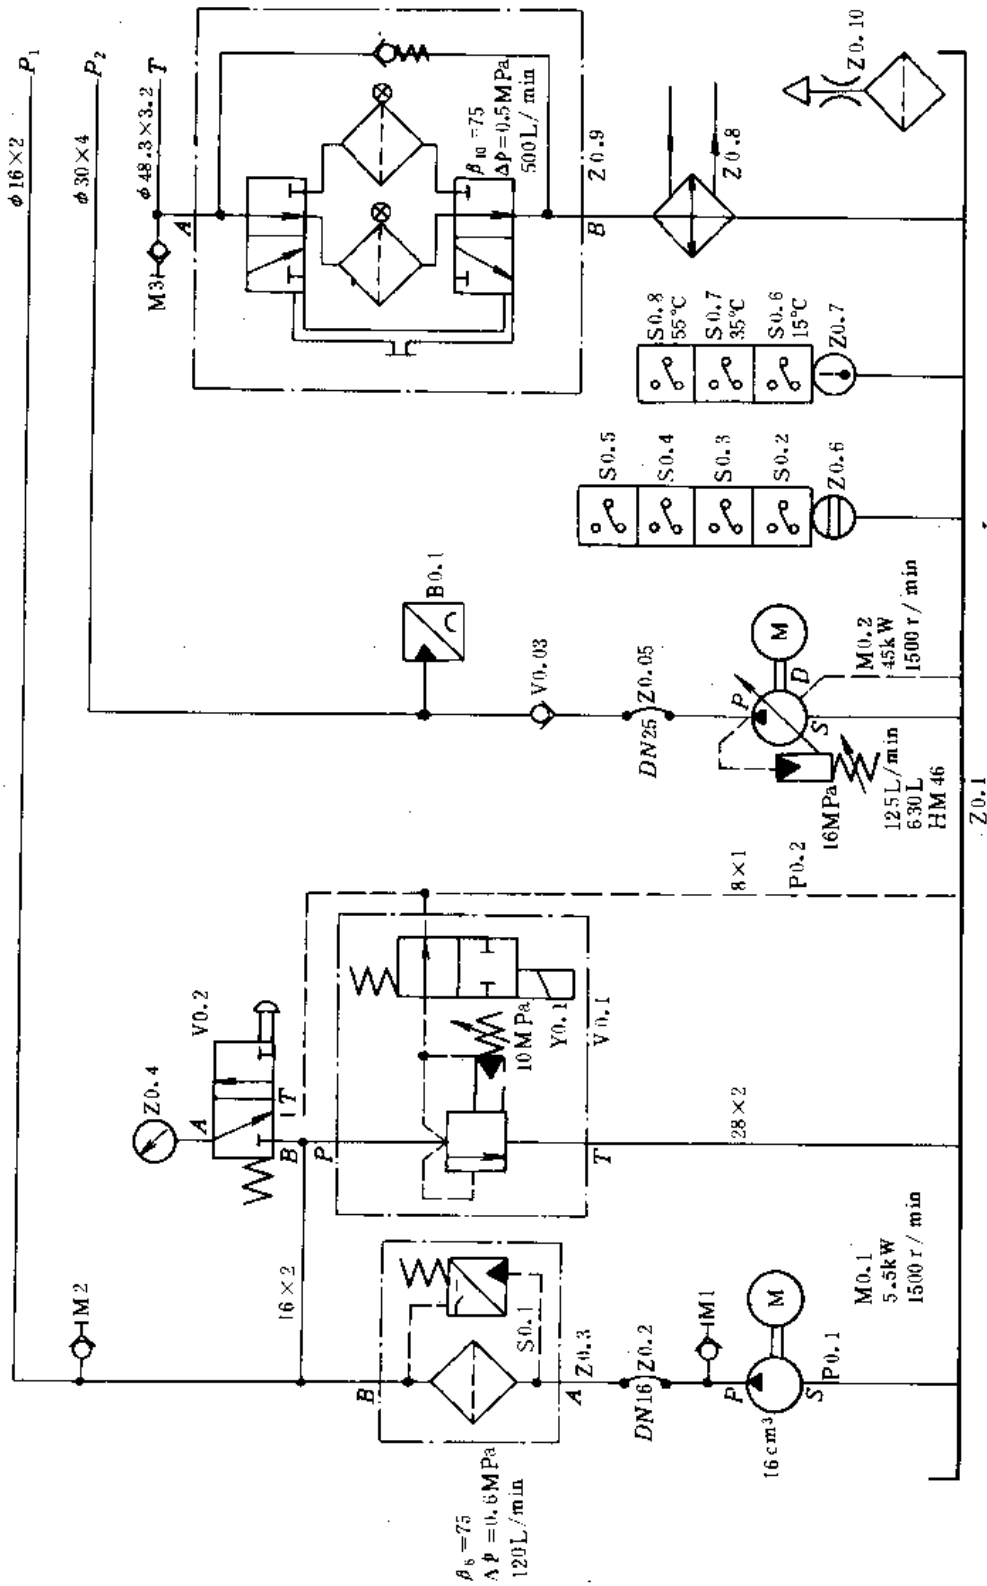 φ16×2
P₁
φ30×4
P₂
φ48.3×3.2
T
M3
A
β₁₀=75
ΔP=0.5MPa
500L/min
Z0.9
B
Z0.8
Z0.10
S0.8
55°C
S0.7
35°C
S0.6
15°C
Z0.7
S0.5
S0.4
S0.3
S0.2
Z0.6
B0.1
V0.03
DN25
Z0.05
P
M
D
S
M0.2
45kW
1500r/min
16MPa
125L/min
630L
HM46
P0.2
Z0.1
8×1
V0.2
Z0.4
A
T
B
P
10MPa
Y0.1
V0.1
T
28×2
M2
16×2
B
S0.1
Z0.3
A
ΔP=0.6MPa
120L/min
DN16
Z0.2
M1
P
M
S
P0.1
16cm³
M0.1
5.5kW
1500r/min